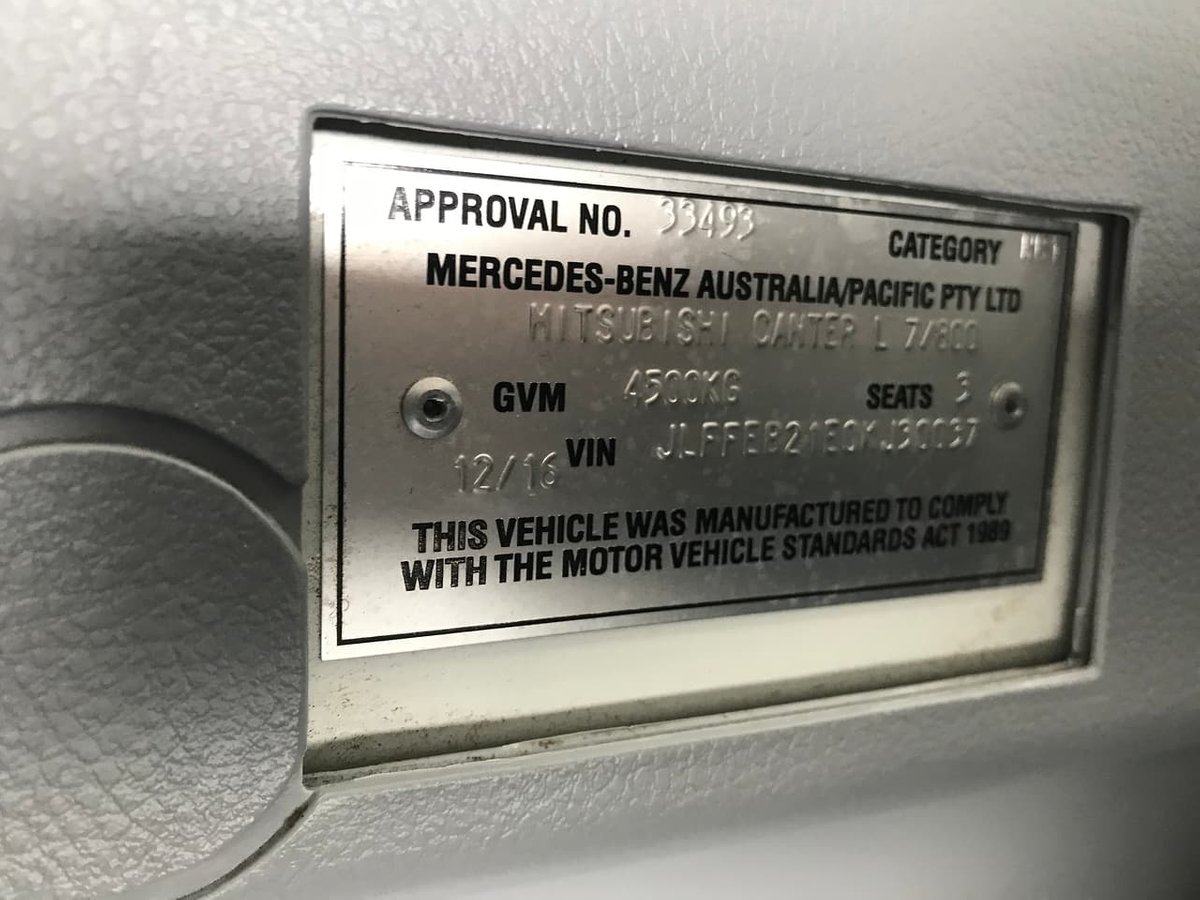 APPROVAL NO. 33493 CATEGORY
MERCEDES-BENZ AUSTRALIA/PACIFIC PTY LTD
MITSUBISHI CANTER L 7/800
GVM 4500KG SEATS 3
12/16 VIN JLFFEB21E0KJ30037
THIS VEHICLE WAS MANUFACTURED TO COMPLY
WITH THE MOTOR VEHICLE STANDARDS ACT 1989